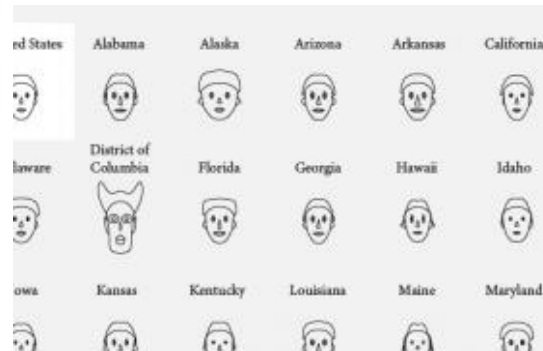 ed States Alabama Alaska Arizona Arkansas California
laware District of Columbia Florida Georgia Hawaii Idaho
owa Kansas Kentucky Louisiana Maine Maryland